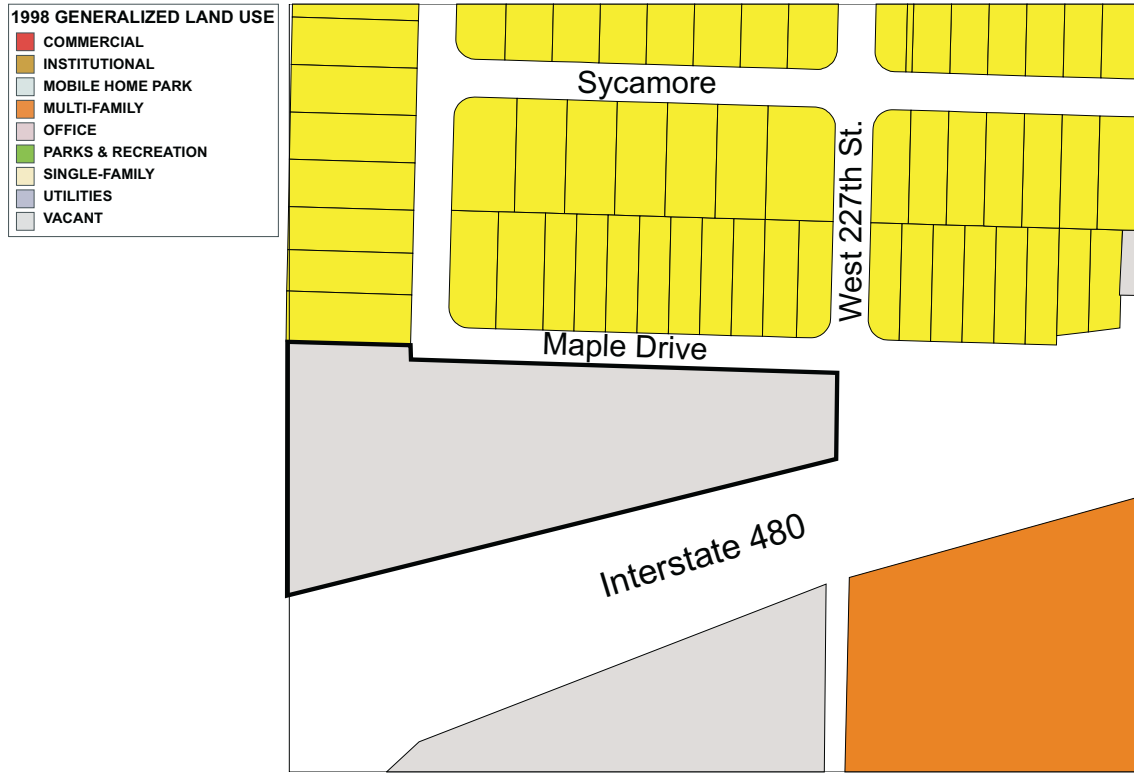 1998 GENERALIZED LAND USE
COMMERCIAL
INSTITUTIONAL
MOBILE HOME PARK
MULTI-FAMILY
OFFICE
PARKS & RECREATION
SINGLE-FAMILY
UTILITIES
VACANT
Sycamore
West 227th St.
Maple Drive
Interstate 480